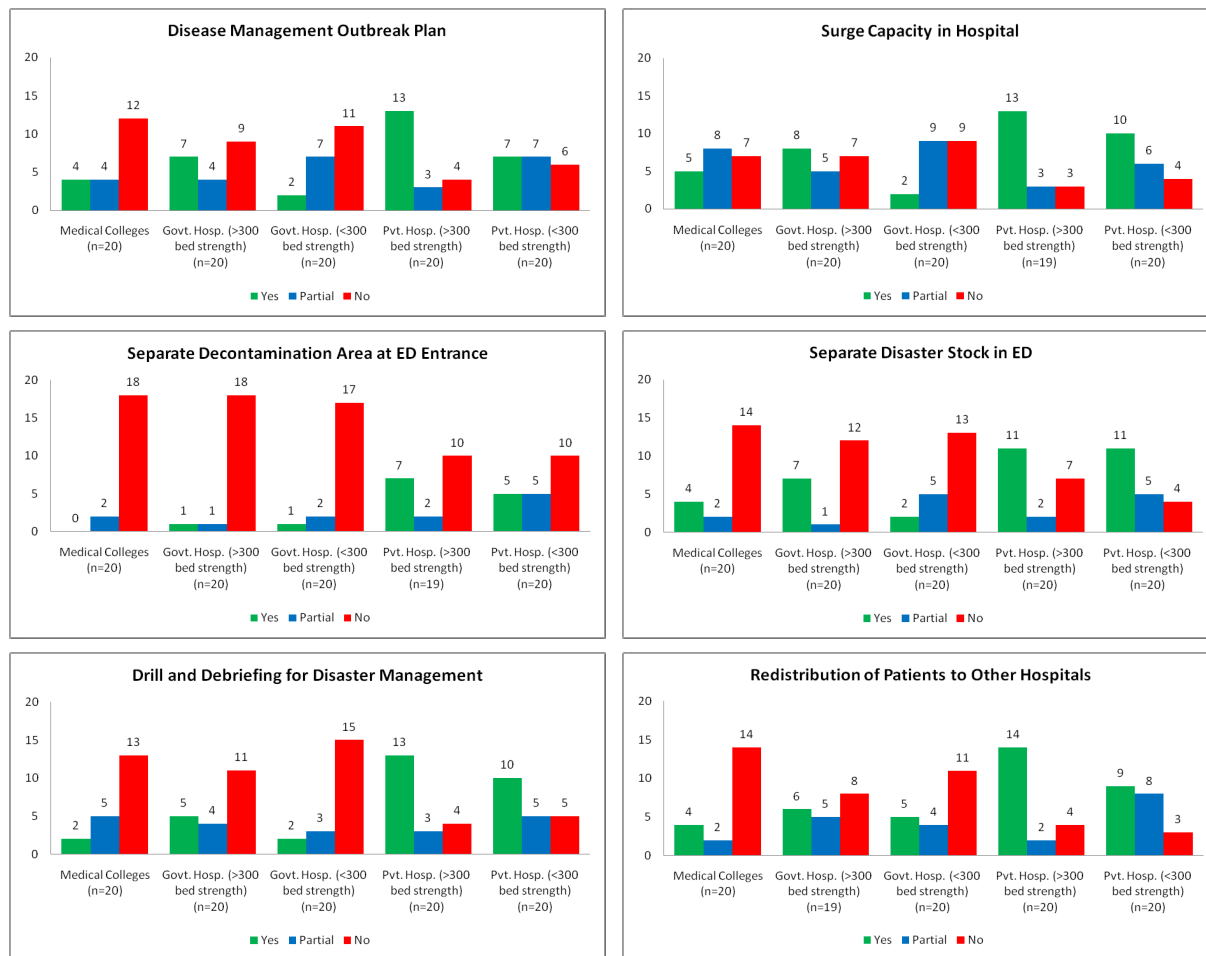 Disease Management Outbreak Plan
20
15
10
5
0
4 4 12
7 4 9
2 7 11
13 3 4
7 7 6
Medical Colleges (n=20)
Govt. Hosp. (>300 bed strength) (n=20)
Govt. Hosp. (<300 bed strength) (n=20)
Pvt. Hosp. (>300 bed strength) (n=20)
Pvt. Hosp. (<300 bed strength) (n=20)
Yes Partial No
Surge Capacity in Hospital
20
15
10
5
0
5 8 7
8 5 7
2 9 9
13 3 3
10 6 4
Medical Colleges (n=20)
Govt. Hosp. (>300 bed strength) (n=20)
Govt. Hosp. (<300 bed strength) (n=20)
Pvt. Hosp. (>300 bed strength) (n=19)
Pvt. Hosp. (<300 bed strength) (n=20)
Yes Partial No
Separate Decontamination Area at ED Entrance
20
15
10
5
0
0 2 18
1 1 18
1 2 17
7 2 10
5 5 10
Medical Colleges (n=20)
Govt. Hosp. (>300 bed strength) (n=20)
Govt. Hosp. (<300 bed strength) (n=20)
Pvt. Hosp. (>300 bed strength) (n=19)
Pvt. Hosp. (<300 bed strength) (n=20)
Yes Partial No
Separate Disaster Stock in ED
20
15
10
5
0
4 2 14
7 1 12
2 5 13
11 2 7
11 5 4
Medical Colleges (n=20)
Govt. Hosp. (>300 bed strength) (n=20)
Govt. Hosp. (<300 bed strength) (n=20)
Pvt. Hosp. (>300 bed strength) (n=20)
Pvt. Hosp. (<300 bed strength) (n=20)
Yes Partial No
Drill and Debriefing for Disaster Management
20
15
10
5
0
2 5 13
5 4 11
2 3 15
13 3 4
10 5 5
Medical Colleges (n=20)
Govt. Hosp. (>300 bed strength) (n=20)
Govt. Hosp. (<300 bed strength) (n=20)
Pvt. Hosp. (>300 bed strength) (n=20)
Pvt. Hosp. (<300 bed strength) (n=20)
Yes Partial No
Redistribution of Patients to Other Hospitals
20
15
10
5
0
4 2 14
6 5 8
5 4 11
14 2 4
9 8 3
Medical Colleges (n=20)
Govt. Hosp. (>300 bed strength) (n=19)
Govt. Hosp. (<300 bed strength) (n=20)
Pvt. Hosp. (>300 bed strength) (n=20)
Pvt. Hosp. (<300 bed strength) (n=20)
Yes Partial No